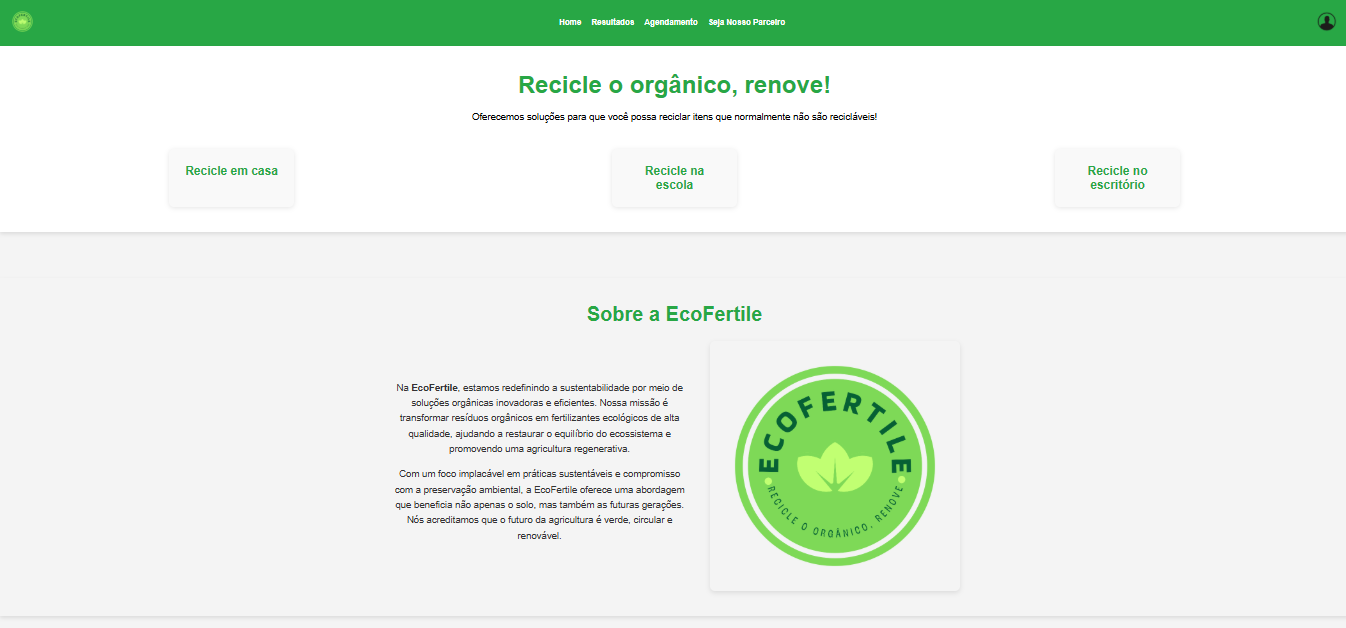 Home Resultados Agendamento Seja Nosso Parceiro
Recicle o orgânico, renove!
Oferecemos soluções para que você possa reciclar itens que normalmente não são recicláveis!
Recicle em casa
Recicle na
escola
Recicle no
escritório
Sobre a EcoFertile
Na EcoFertile, estamos redefinindo a sustentabilidade por meio de
soluções orgânicas inovadoras e eficientes. Nossa missão é
transformar resíduos orgânicos em fertilizantes ecológicos de alta
qualidade, ajudando a restaurar o equilíbrio do ecossistema e
promovendo uma agricultura regenerativa.
Com um foco implacável em práticas sustentáveis e compromisso
com a preservação ambiental, a EcoFertile oferece uma abordagem
que beneficia não apenas o solo, mas também as futuras gerações.
Nós acreditamos que o futuro da agricultura é verde, circular e
renovável.
ECOFERTILE
RECICLE O ORGÂNICO, RENOVE